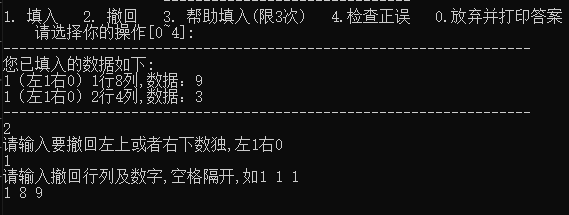 1. 填入   2. 撤回   3. 帮助填入(限3次)   4.检查正误   0.放弃并打印答案
请选择你的操作[0~4]:
--------------------------------------------------------------
您已填入的数据如下:
1 (左1右0) 1行8列,数据: 9
1 (左1右0) 2行4列,数据: 3
--------------------------------------------------------------
2
请输入要撤回左上或者右下数独,左1右0
1
请输入撤回行列及数字,空格隔开,如1 1 1
1 8 9